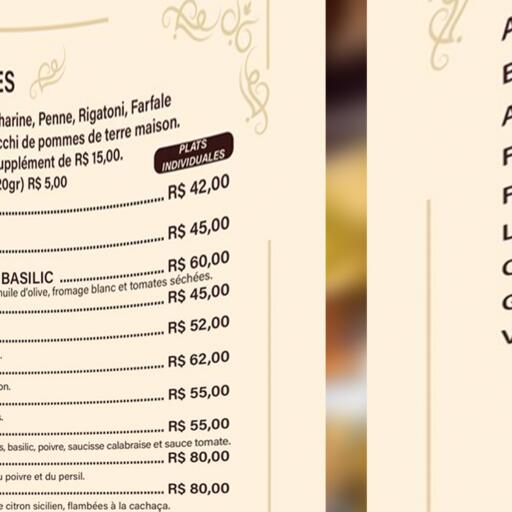 ES
harine, Penne, Rigatoni, Farfale
cchi de pommes de terre maison.
upplément de R$ 15,00.
20gr) R$ 5,00
PLATS
INDIVIDUALES
R$ 42,00
R$ 45,00
BASILIC R$ 60,00
huile d'olive, fromage blanc et tomates séchées.
R$ 45,00
R$ 52,00
R$ 62,00
on.
R$ 55,00
s.
R$ 55,00
s, basilic, poivre, saucisse calabraise et sauce tomate.
R$ 80,00
u poivre et du persil.
R$ 80,00
e citron sicilien, flambées à la cachaça.
A
E
A
F
F
L
C
G
V